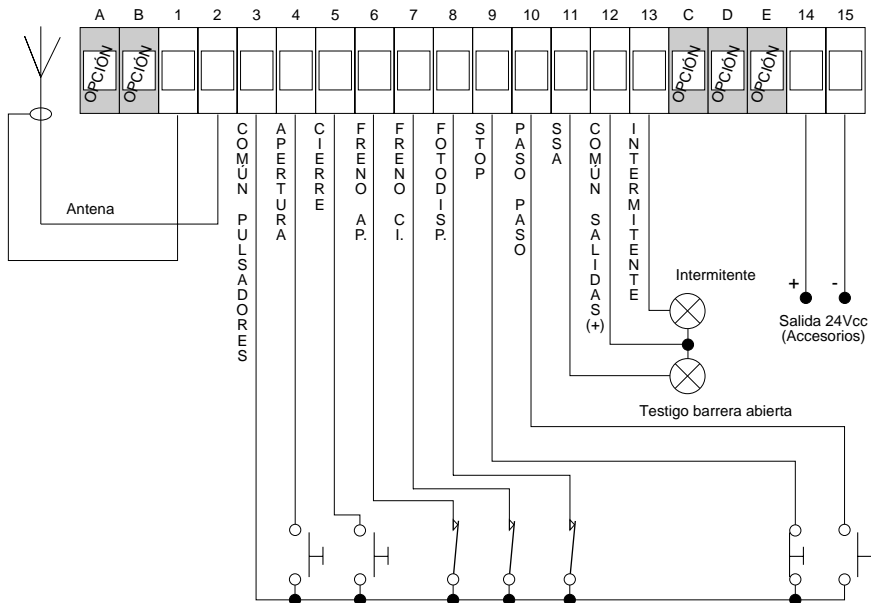 A B 1 2 3 4 5 6 7 8 9 10 11 12 13 C D E 14 15
OPCIÓN OPCIÓN OPCIÓN OPCIÓN OPCIÓN
COMÚN PULSADORES
APERTURA
CIERRE
FRENO AP.
FRENO CI.
FOTODISP.
STOP
PASO PASO
SSA
COMÚN SALIDAS (+)
INTERMITENTE
Antena
Intermitente
+ -
Salida 24Vcc
(Accesorios)
Testigo barrera abierta